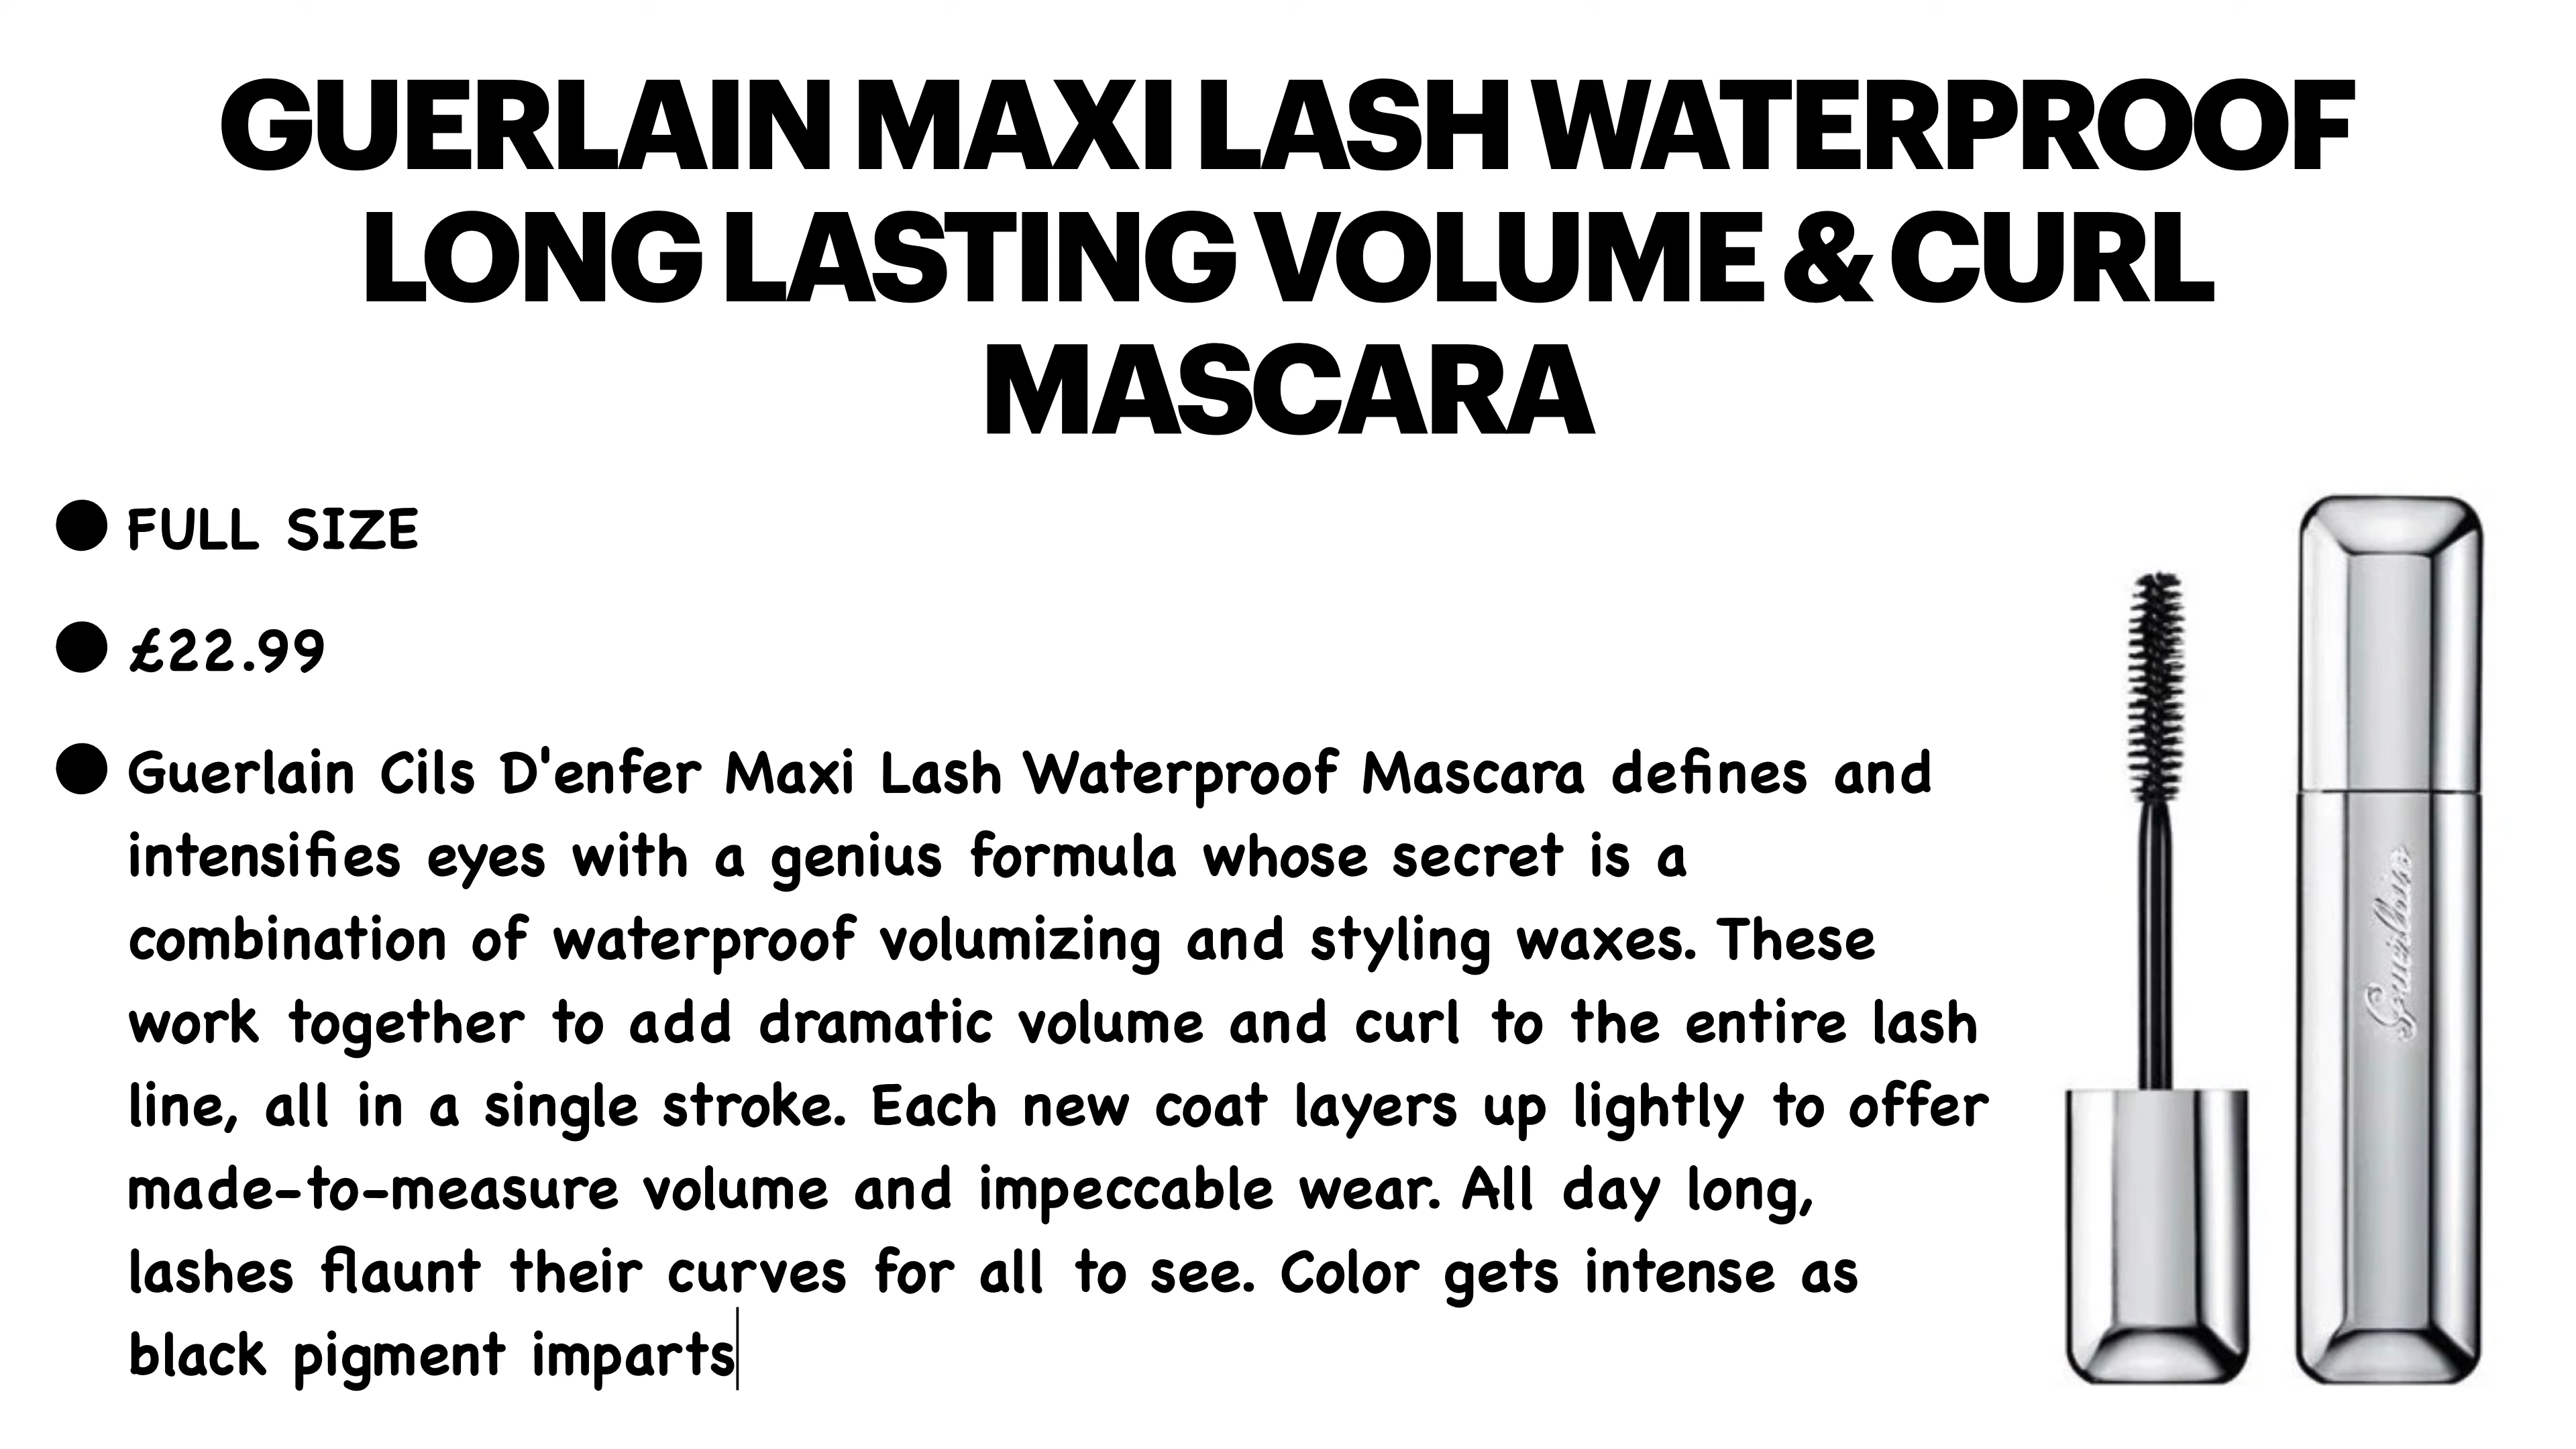 GUERLAIN MAXI LASH WATERPROOF
LONG LASTING VOLUME & CURL
MASCARA
● FULL SIZE
● £22.99
● Guerlain Cils D'enfer Maxi Lash Waterproof Mascara defines and
intensifies eyes with a genius formula whose secret is a
combination of waterproof volumizing and styling waxes. These
work together to add dramatic volume and curl to the entire lash
line, all in a single stroke. Each new coat layers up lightly to offer
made-to-measure volume and impeccable wear. All day long,
lashes flaunt their curves for all to see. Color gets intense as
black pigment imparts
Guerlain